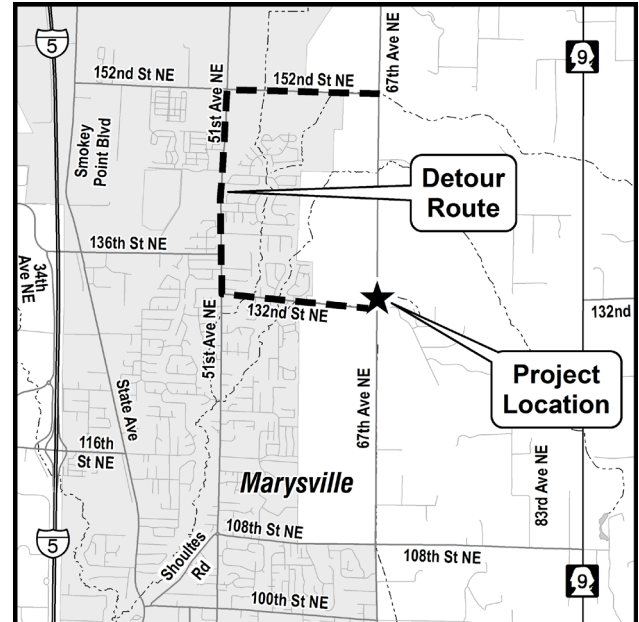 5
9
152nd St NE
152nd St NE
67th Ave NE
51st Ave NE
Smokey
Point Blvd
Detour
Route
136th St NE
34th
Ave NE
132nd St NE
132nd
51st Ave NE
67th Ave NE
Project
Location
State Ave
116th
St NE
Marysville
83rd Ave NE
5
Shoultes
Rd
108th St NE
108th St NE
9
100th St NE